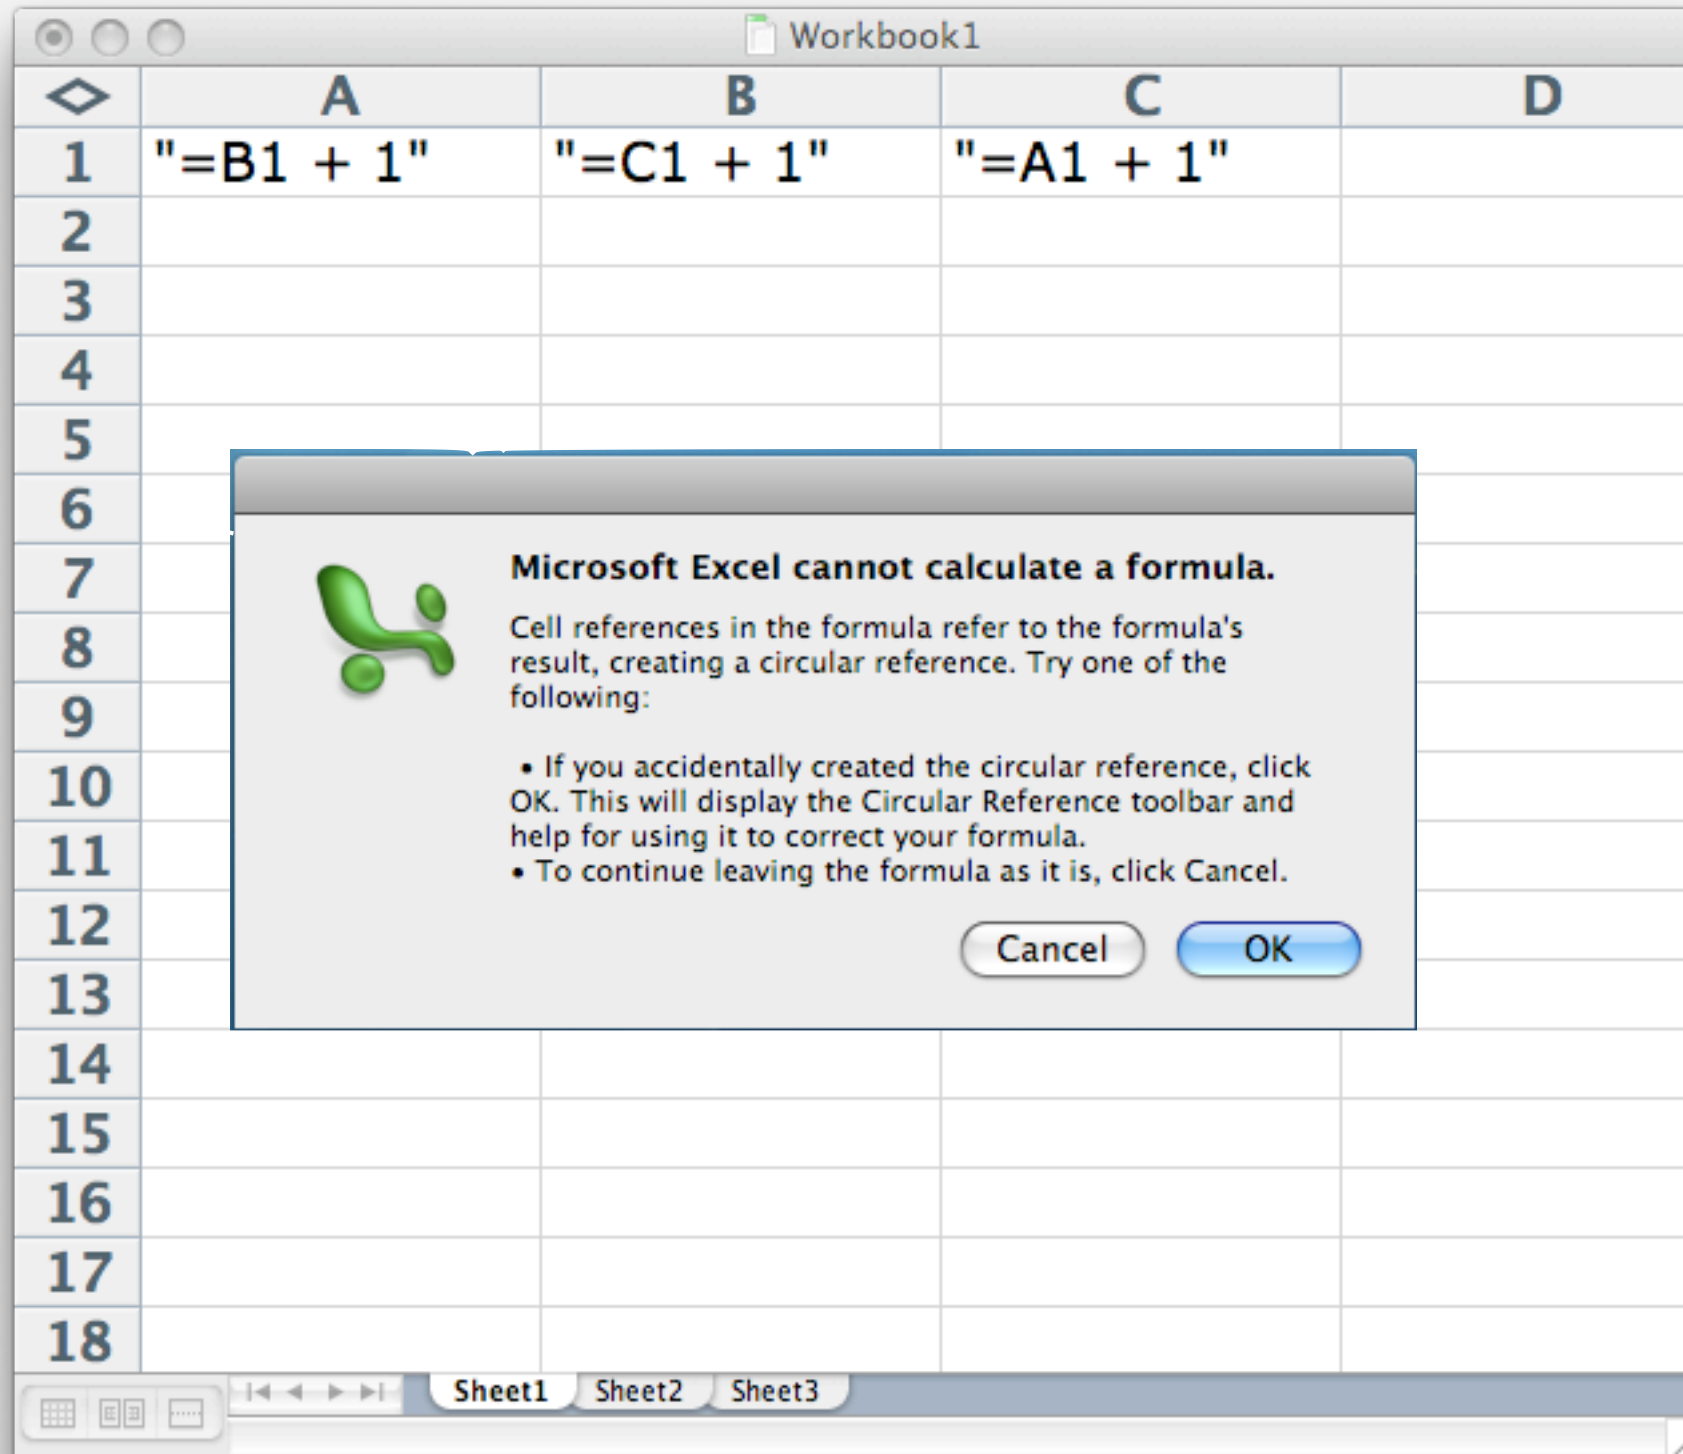 Workbook1
A B C D
1 "=B1 + 1" "=C1 + 1" "=A1 + 1"
2
3
4
5
6
7
8
9
10
11
12
13
14
15
16
17
18
Microsoft Excel cannot calculate a formula.
Cell references in the formula refer to the formula's
result, creating a circular reference. Try one of the
following:
• If you accidentally created the circular reference, click
OK. This will display the Circular Reference toolbar and
help for using it to correct your formula.
• To continue leaving the formula as it is, click Cancel.
Cancel OK
Sheet1 Sheet2 Sheet3